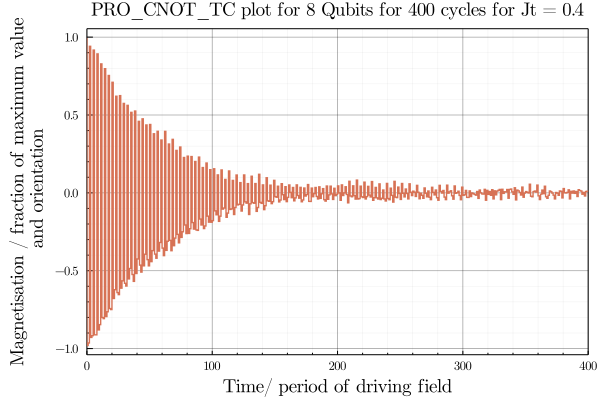 PRO_CNOT_TC plot for 8 Qubits for 400 cycles for Jt = 0.4
Magnetisation / fraction of maximum value
and orientation
1.0
0.5
0.0
−0.5
−1.0
0
100
200
300
400
Time/ period of driving field